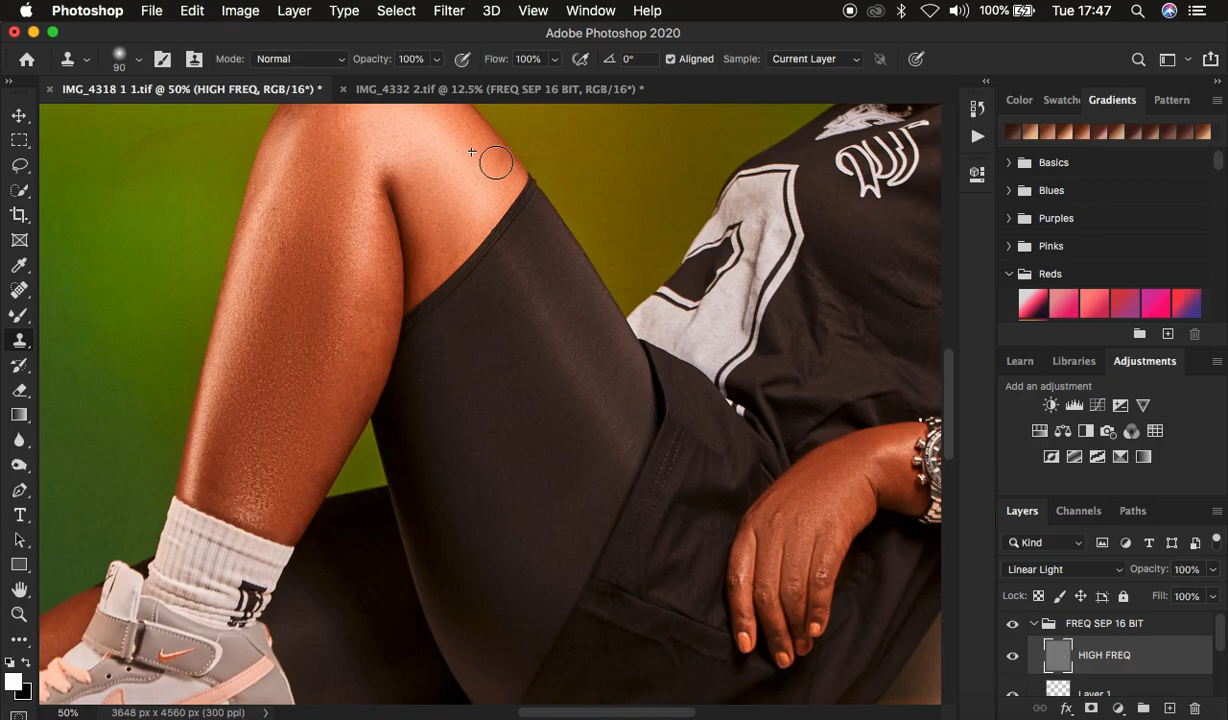 Photoshop File Edit Image Layer Type Select Filter 3D View Window Help 100% Tue 17:47
Adobe Photoshop 2020
90 Mode: Normal Opacity: 100% Flow: 100% 0° Aligned Sample: Current Layer
IMG_4318 1 1.tif @ 50% (HIGH FREQ, RGB/16*) * IMG_4332 2.tif @ 12.5% (FREQ SEP 16 BIT, RGB/16*) *
Color Swatche Gradients Pattern
Basics
Blues
Purples
Pinks
Reds
Learn Libraries Adjustments
Add an adjustment
Layers Channels Paths
Kind
Linear Light Opacity: 100%
Lock: Fill: 100%
FREQ SEP 16 BIT
HIGH FREQ
Layer 1
50% 3648 px x 4560 px (300 ppi)